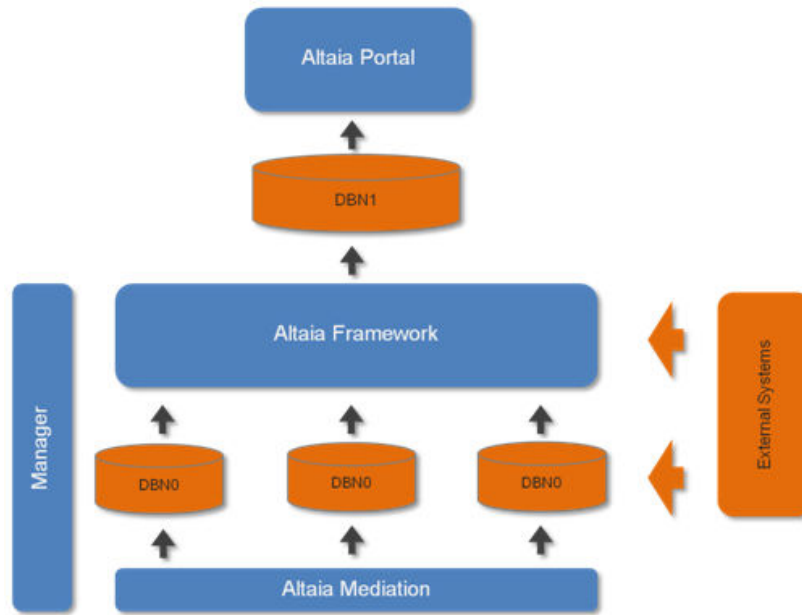 Altaia Portal
DBN1
Altaia Framework
Manager
External Systems
DBN0
DBN0
DBN0
Altaia Mediation